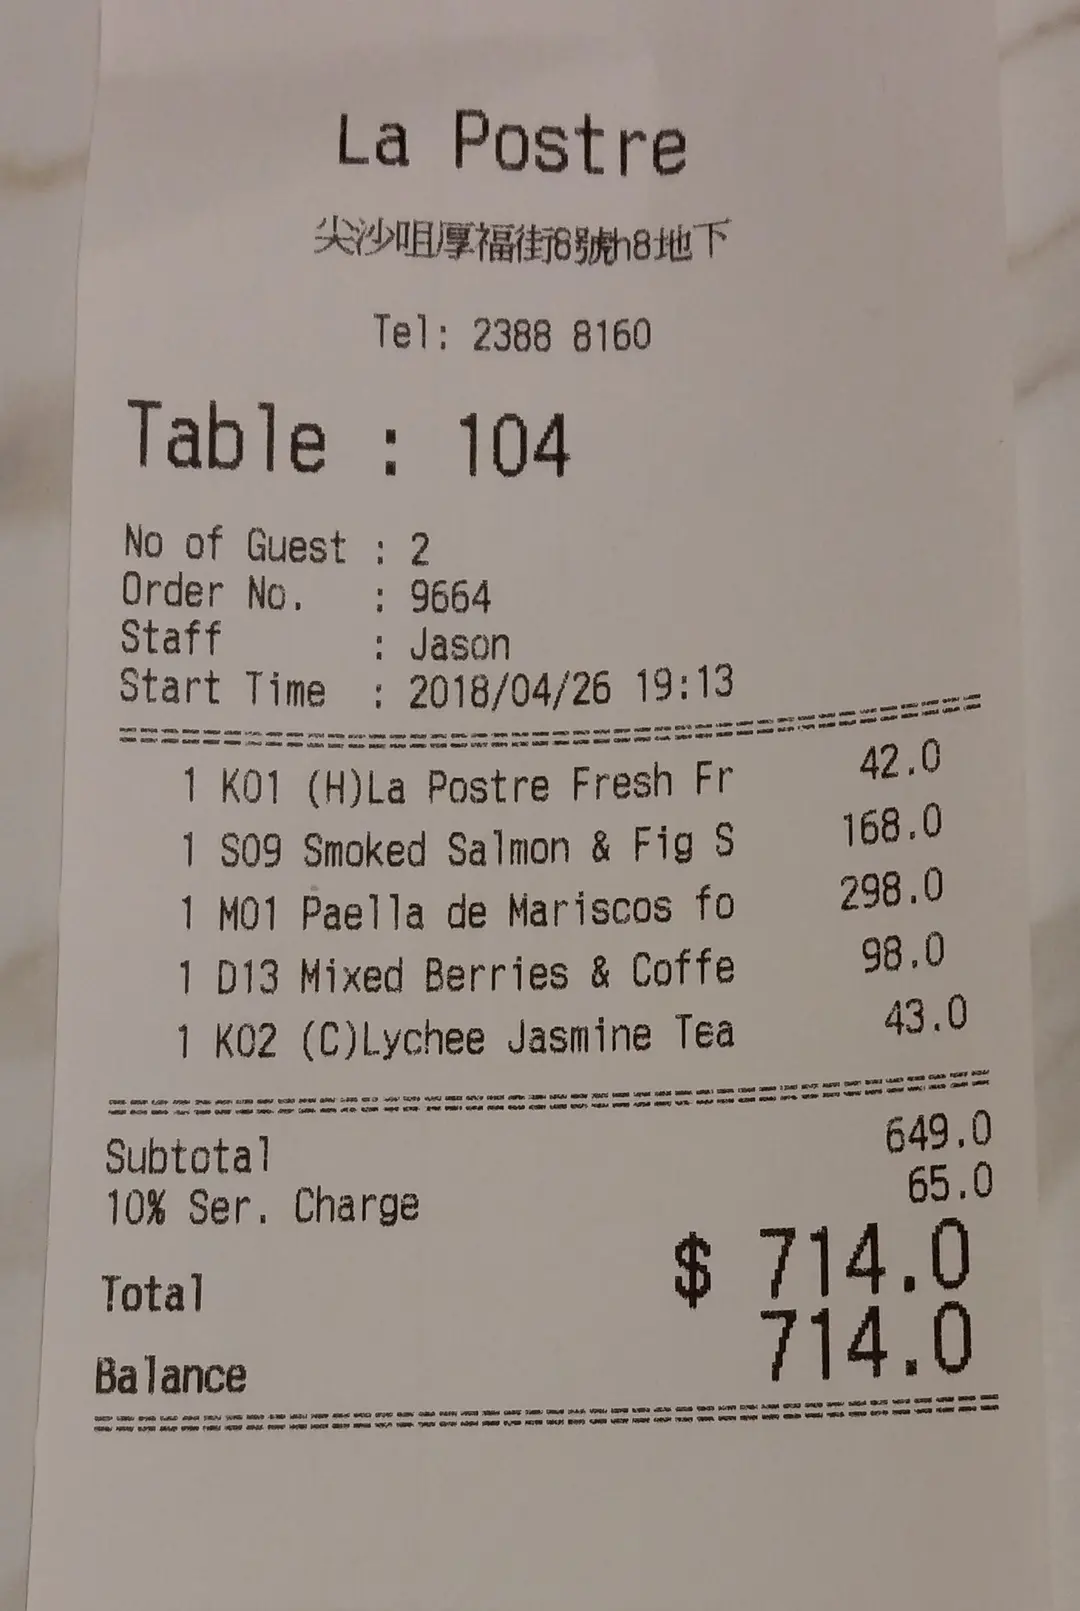 La Postre
尖沙咀厚福街8號h8地下
Tel: 2388 8160
Table : 104
No of Guest : 2
Order No. : 9664
Staff : Jason
Start Time : 2018/04/26 19:13
1 K01 (H)La Postre Fresh Fr 42.0
1 S09 Smoked Salmon & Fig S 168.0
1 M01 Paella de Mariscos fo 298.0
1 D13 Mixed Berries & Coffe 98.0
1 K02 (C)Lychee Jasmine Tea 43.0
Subtotal 649.0
10% Ser. Charge 65.0
Total $ 714.0
Balance 714.0